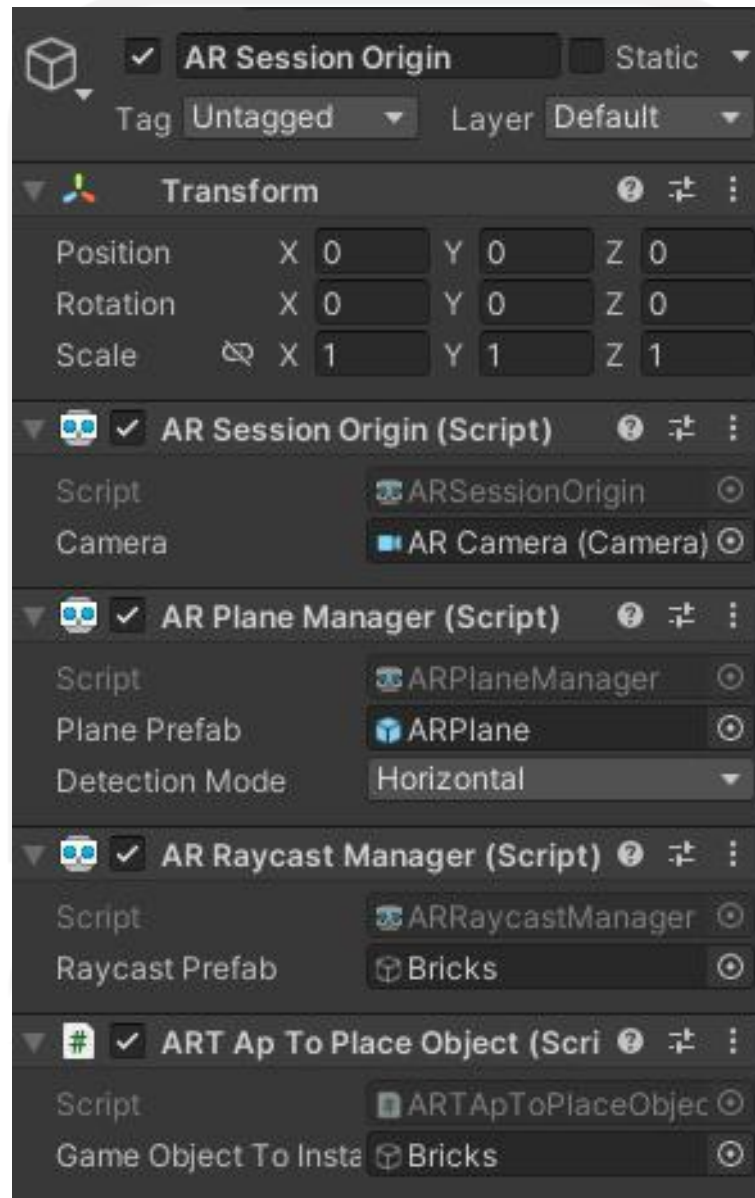 AR Session Origin Static
Tag Untagged Layer Default
Transform
Position X 0 Y 0 Z 0
Rotation X 0 Y 0 Z 0
Scale X 1 Y 1 Z 1
AR Session Origin (Script)
Script ARSessionOrigin
Camera AR Camera (Camera)
AR Plane Manager (Script)
Script ARPlaneManager
Plane Prefab ARPlane
Detection Mode Horizontal
AR Raycast Manager (Script)
Script ARRaycastManager
Raycast Prefab Bricks
# ART Ap To Place Object (Scri
Script ARTApToPlaceObjec
Game Object To Insta Bricks